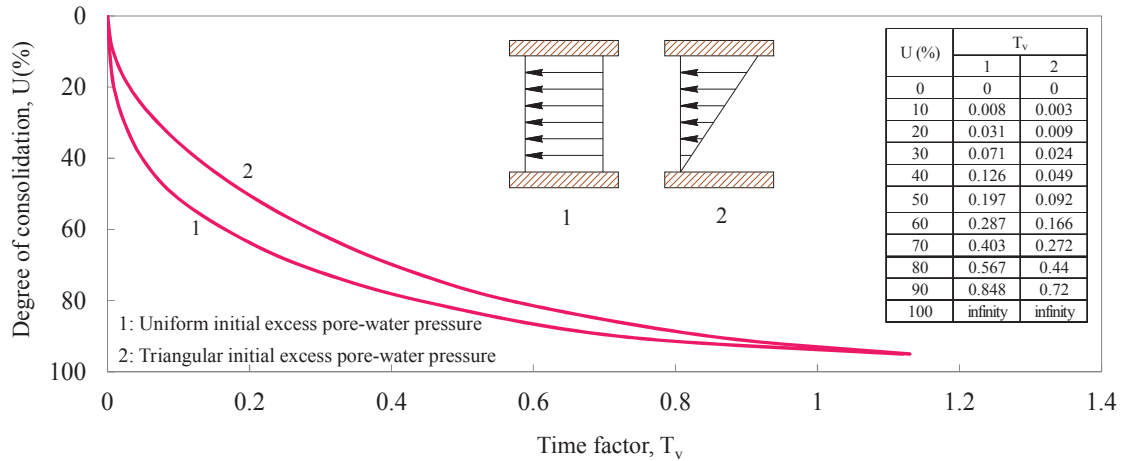 Degree of consolidation, U(%)
0
20
40
60
80
100
0
0.2
0.4
0.6
0.8
1
1.2
1.4
Time factor, Tv
2
1
1: Uniform initial excess pore-water pressure
2: Triangular initial excess pore-water pressure
1
2
U (%) Tv
1 2
0 0 0
10 0.008 0.003
20 0.031 0.009
30 0.071 0.024
40 0.126 0.049
50 0.197 0.092
60 0.287 0.166
70 0.403 0.272
80 0.567 0.44
90 0.848 0.72
100 infinity infinity